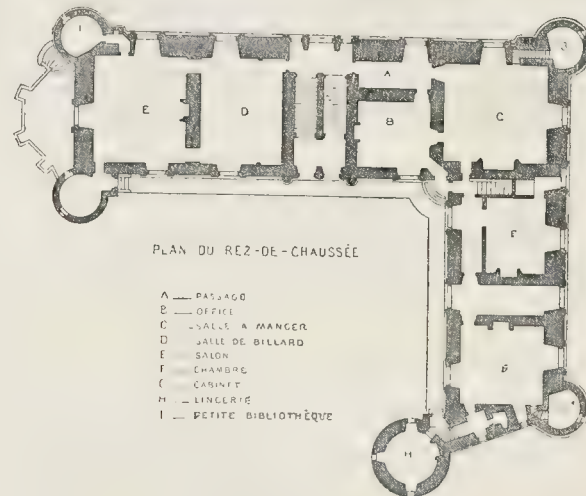 I
A
E
D
B
C
F
PLAN DU REZ-DE-CHAUSSÉE
A — PASSAGE
B — OFFICE
C — SALLE A MANGER
D — SALLE DE BILLARD
E — SALON
F — CHAMBRE
CABINET
H — LINGERIE
I — PETITE BIBLIOTHÈQUE
H